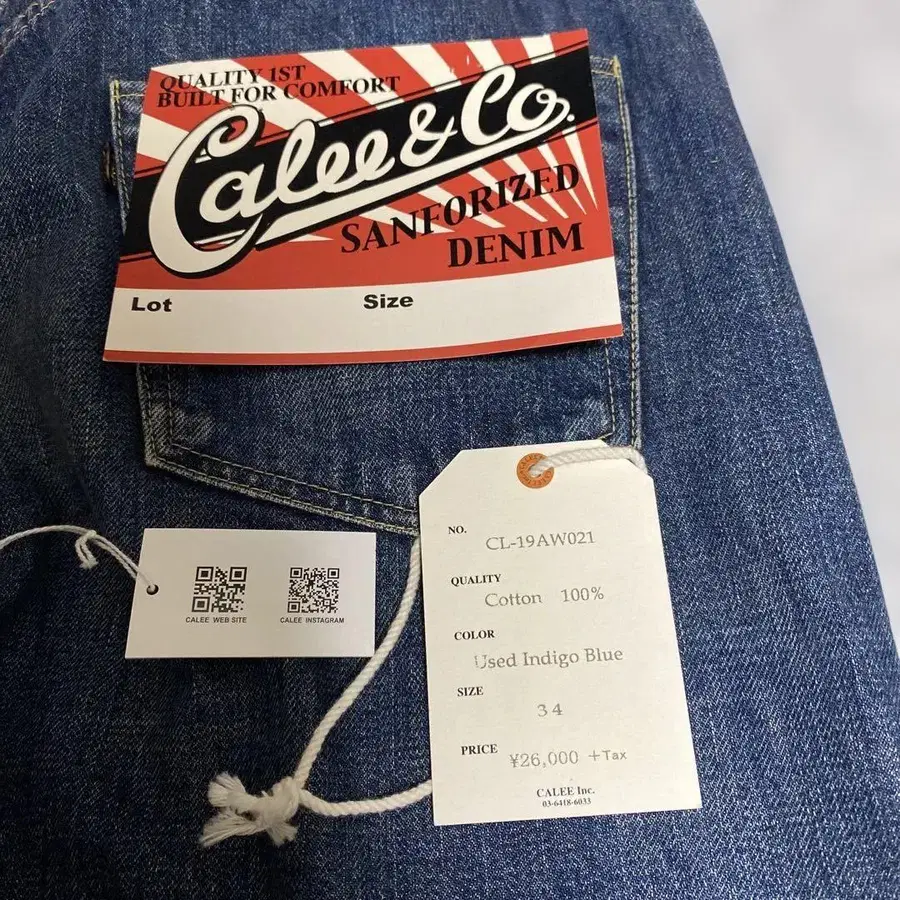 QUALITY 1ST
BUILT FOR COMFORT
Calee & Co.
SANFORIZED
DENIM
Lot Size
CALEE WEB SITE CALEE INSTAGRAM
NO.
CL-19AW021
QUALITY
Cotton 100%
COLOR
Used Indigo Blue
SIZE
34
PRICE ¥26,000 +Tax
CALEE Inc.
03-6418-6033